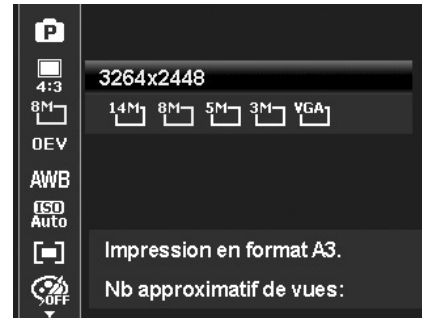 P
4:3
3264x2448
8M
14M 8M 5M 3M VGA
0EV
AWB
ISO
Auto
Impression en format A3.
OFF
Nb approximatif de vues: